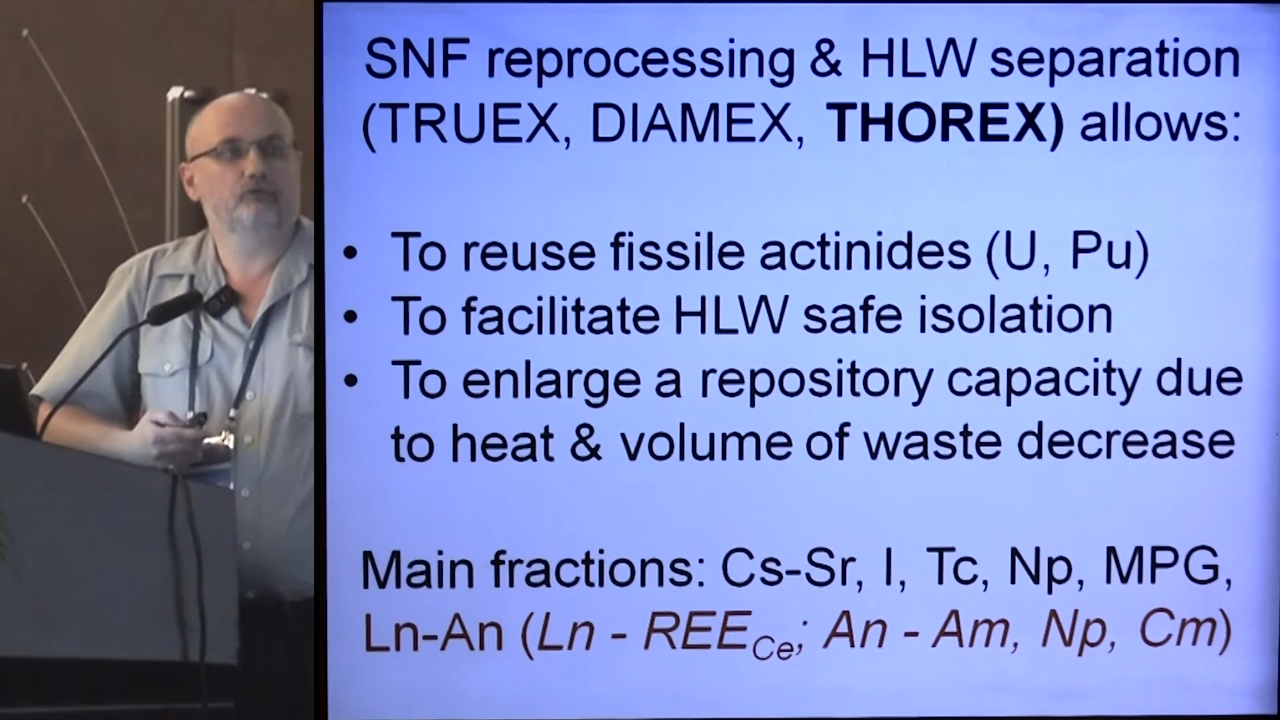 SNF reprocessing & HLW separation
(TRUEX, DIAMEX, THOREX) allows:
• To reuse fissile actinides (U, Pu)
• To facilitate HLW safe isolation
• To enlarge a repository capacity due
to heat & volume of waste decrease
Main fractions: Cs-Sr, I, Tc, Np, MPG,
Ln-An (Ln - REECe; An - Am, Np, Cm)